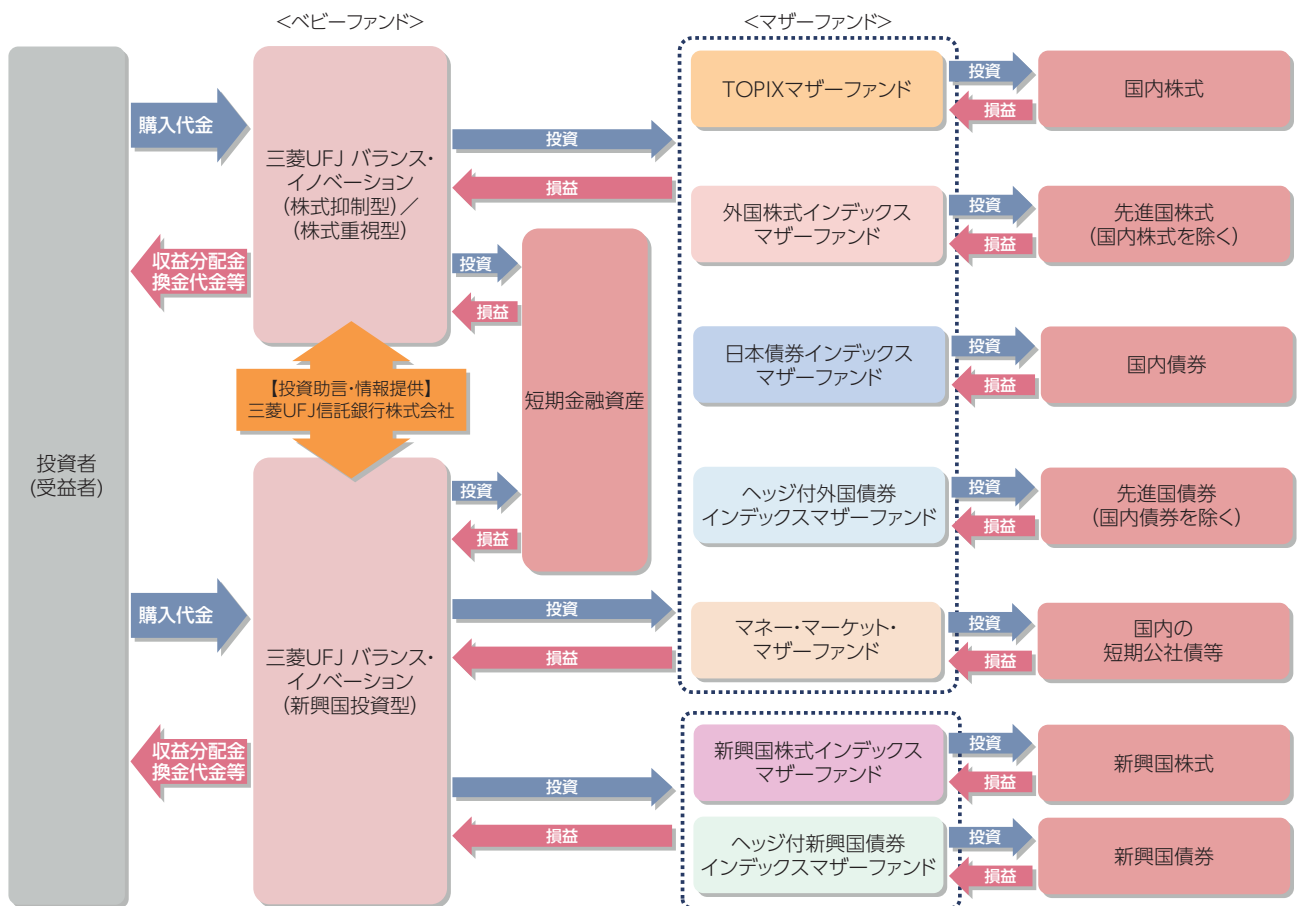 <ベビーファンド>
<マザーファンド>
投資者
(受益者)
購入代金
収益分配金
換金代金等
購入代金
収益分配金
換金代金等
三菱UFJ バランス・
イノベーション
(株式抑制型)／
(株式重視型)
【投資助言・情報提供】
三菱UFJ信託銀行株式会社
三菱UFJ バランス・
イノベーション
(新興国投資型)
投資
損益
投資
損益
短期金融資産
投資
損益
投資
損益
投資
損益
TOPIXマザーファンド
投資
損益
国内株式
外国株式インデックス
マザーファンド
投資
損益
先進国株式
(国内株式を除く)
日本債券インデックス
マザーファンド
投資
損益
国内債券
ヘッジ付外国債券
インデックスマザーファンド
投資
損益
先進国債券
(国内債券を除く)
マネー・マーケット・
マザーファンド
投資
損益
国内の
短期公社債等
新興国株式インデックス
マザーファンド
投資
損益
新興国株式
ヘッジ付新興国債券
インデックスマザーファンド
投資
損益
新興国債券